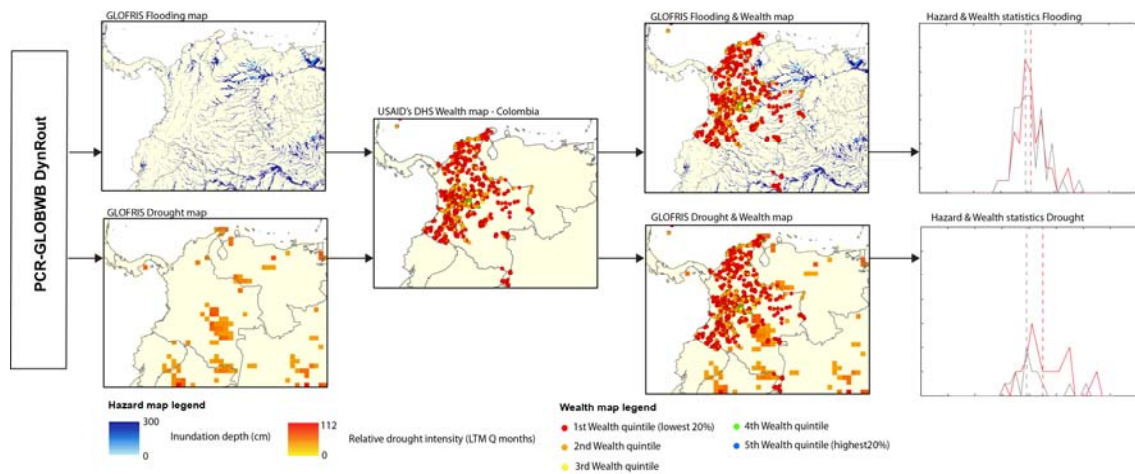 GLOFRIS Flooding map
GLOFRIS Flooding & Wealth map
Hazard & Wealth statistics Flooding
PCR-GLOBWB DynRout
USAID's DHS Wealth map - Colombia
GLOFRIS Drought map
GLOFRIS Drought & Wealth map
Hazard & Wealth statistics Drought
Hazard map legend
300
0
Inundation depth (cm)
112
0
Relative drought intensity (LTM Q months)
Wealth map legend
1st Wealth quintile (lowest 20%)
2nd Wealth quintile
3rd Wealth quintile
4th Wealth quintile
5th Wealth quintile (highest20%)